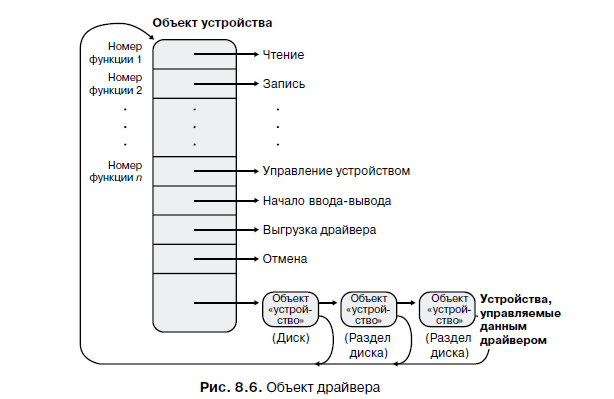 Объект устройства
Номер
функции 1
Чтение
Номер
функции 2
Запись
Номер
функции n
Управление устройством
Начало ввода-вывода
Выгрузка драйвера
Отмена
Объект
«устрой-
ство»
(Диск)
Объект
«устрой-
ство»
(Раздел
диска)
Объект
«устрой-
ство»
(Раздел
диска)
Устройства,
управляемые
данным
драйвером
Рис. 8.6. Объект драйвера